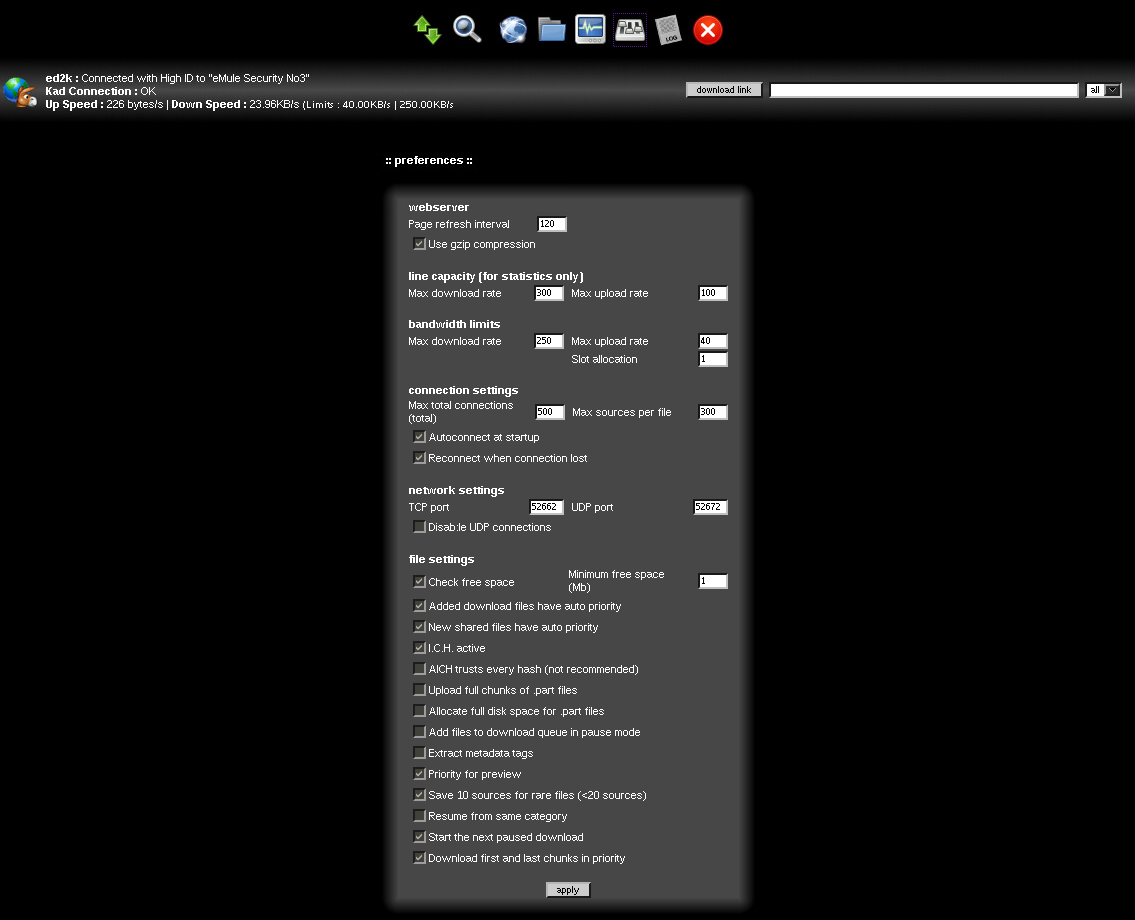 LOG
ed2k : Connected with High ID to "eMule Security No3"
Kad Connection : OK
Up Speed : 226 bytes/s | Down Speed : 23.96KB/s (Limits : 40.00KB/s | 250.00KB/s
download link
all
:: preferences ::
webserver
Page refresh interval 120
Use gzip compression
line capacity (for statistics only)
Max download rate 300 Max upload rate 100
bandwidth limits
Max download rate 250 Max upload rate 40
Slot allocation 1
connection settings
Max total connections
(total) 500 Max sources per file 300
Autoconnect at startup
Reconnect when connection lost
network settings
TCP port 52662 UDP port 52672
Disab:le UDP connections
file settings
Check free space Minimum free space
(Mb) 1
Added download files have auto priority
New shared files have auto priority
I.C.H. active
AICH trusts every hash (not recommended)
Upload full chunks of .part files
Allocate full disk space for .part files
Add files to download queue in pause mode
Extract metadata tags
Priority for preview
Save 10 sources for rare files (<20 sources)
Resume from same category
Start the next paused download
Download first and last chunks in priority
apply